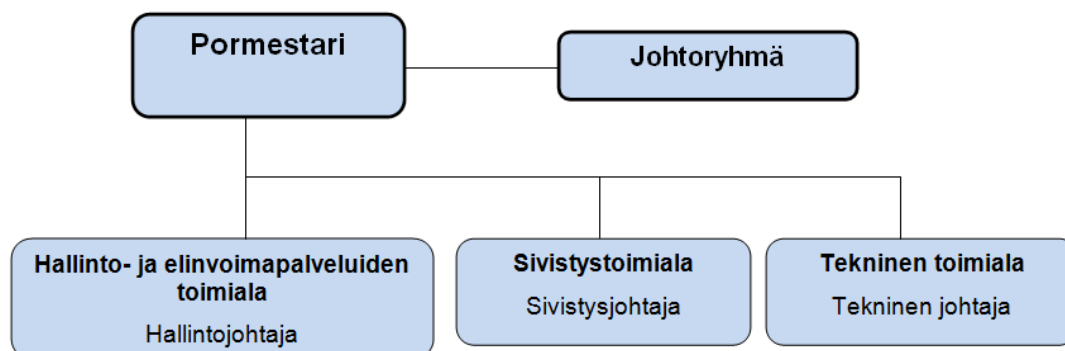 Pormestari
Johtoryhmä
Hallinto- ja elinvoimapalveluiden
toimiala
Hallintojohtaja
Sivistystoimiala
Sivistysjohtaja
Tekninen toimiala
Tekninen johtaja